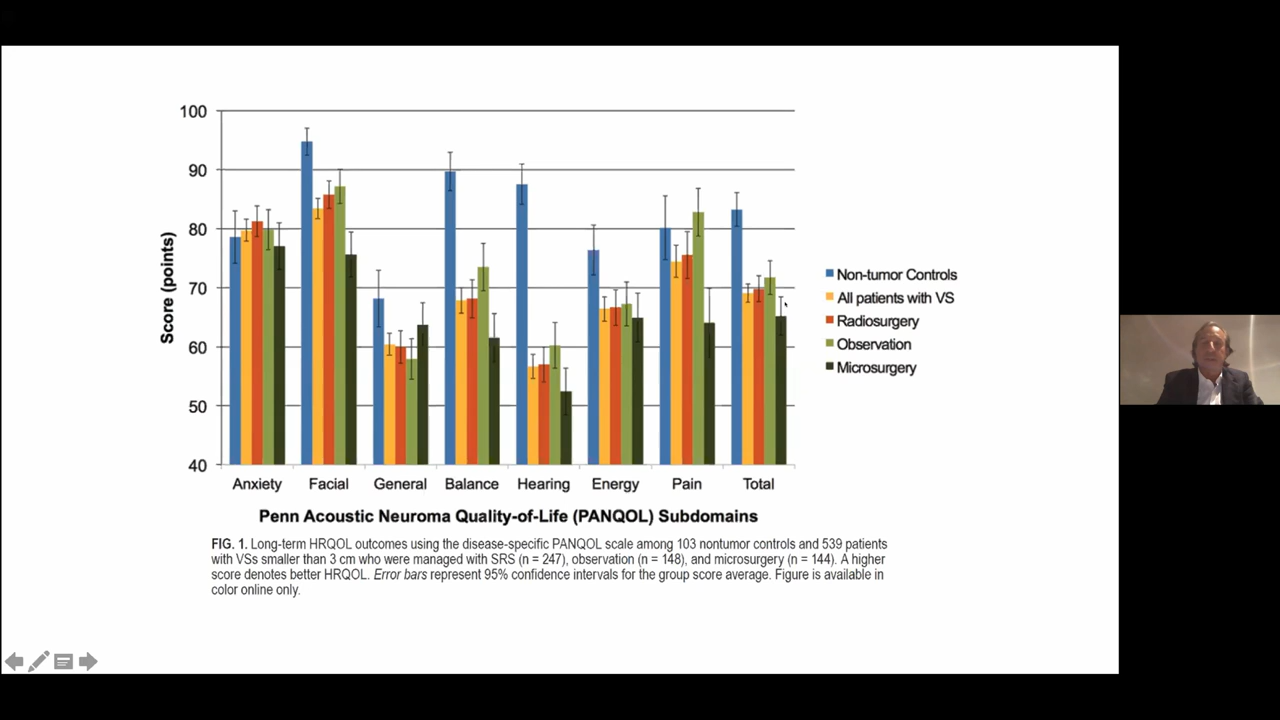 100
90
80
70
60
50
40
Score (points)
Anxiety Facial General Balance Hearing Energy Pain Total
Penn Acoustic Neuroma Quality-of-Life (PANQOL) Subdomains
Non-tumor Controls
All patients with VS
Radiosurgery
Observation
Microsurgery
FIG. 1. Long-term HRQOL outcomes using the disease-specific PANQOL scale among 103 nontumor controls and 539 patients
with VSs smaller than 3 cm who were managed with SRS (n = 247), observation (n = 148), and microsurgery (n = 144). A higher
score denotes better HRQOL. Error bars represent 95% confidence intervals for the group score average. Figure is available in
color online only.